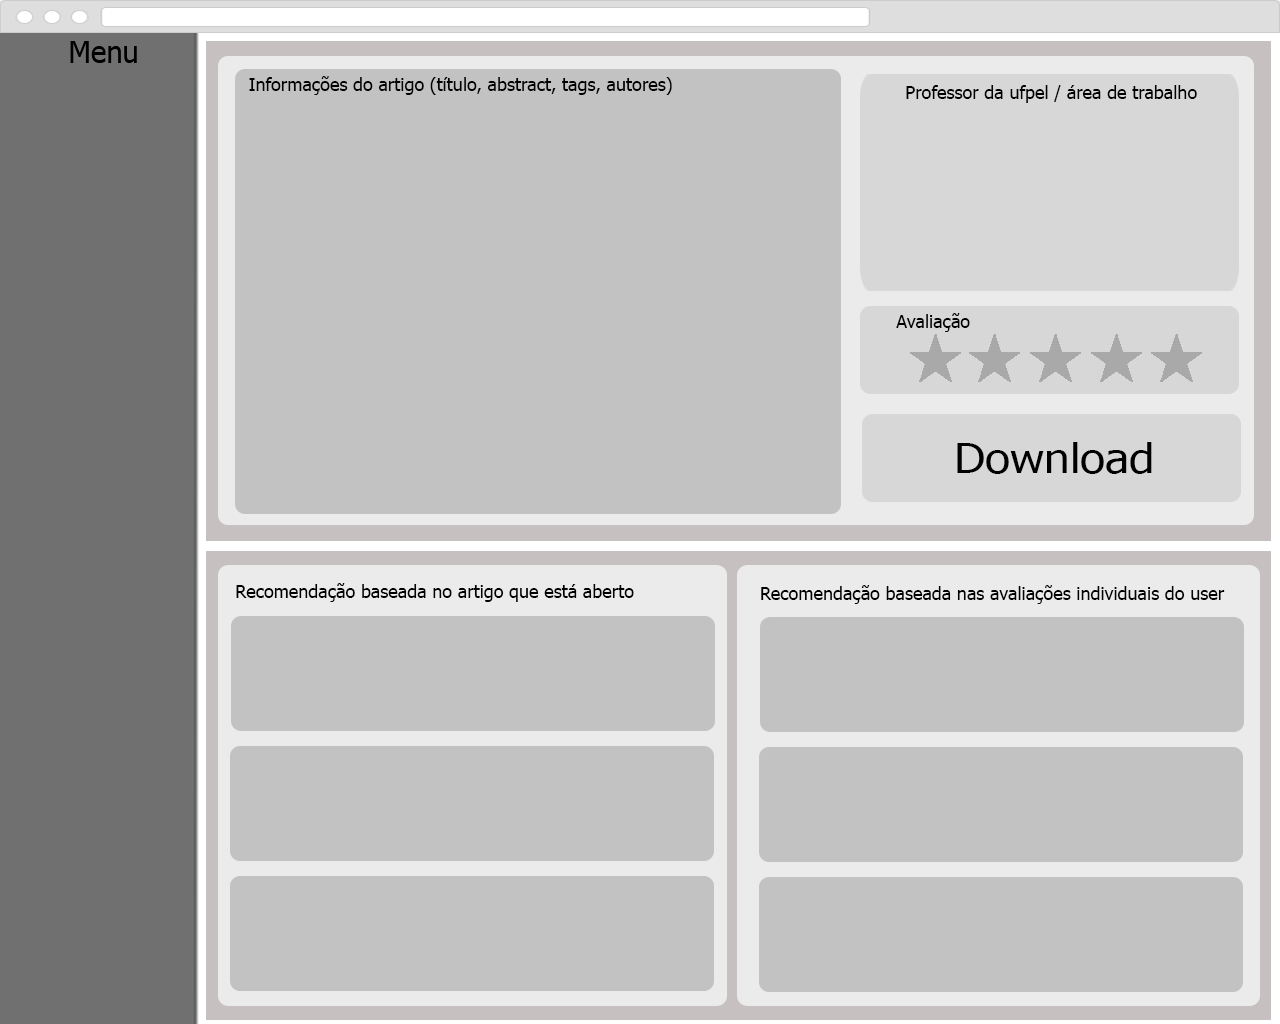 Menu
Informações do artigo (título, abstract, tags, autores)
Professor da ufpel / área de trabalho
Avaliação
Download
Recomendação baseada no artigo que está aberto
Recomendação baseada nas avaliações individuais do user